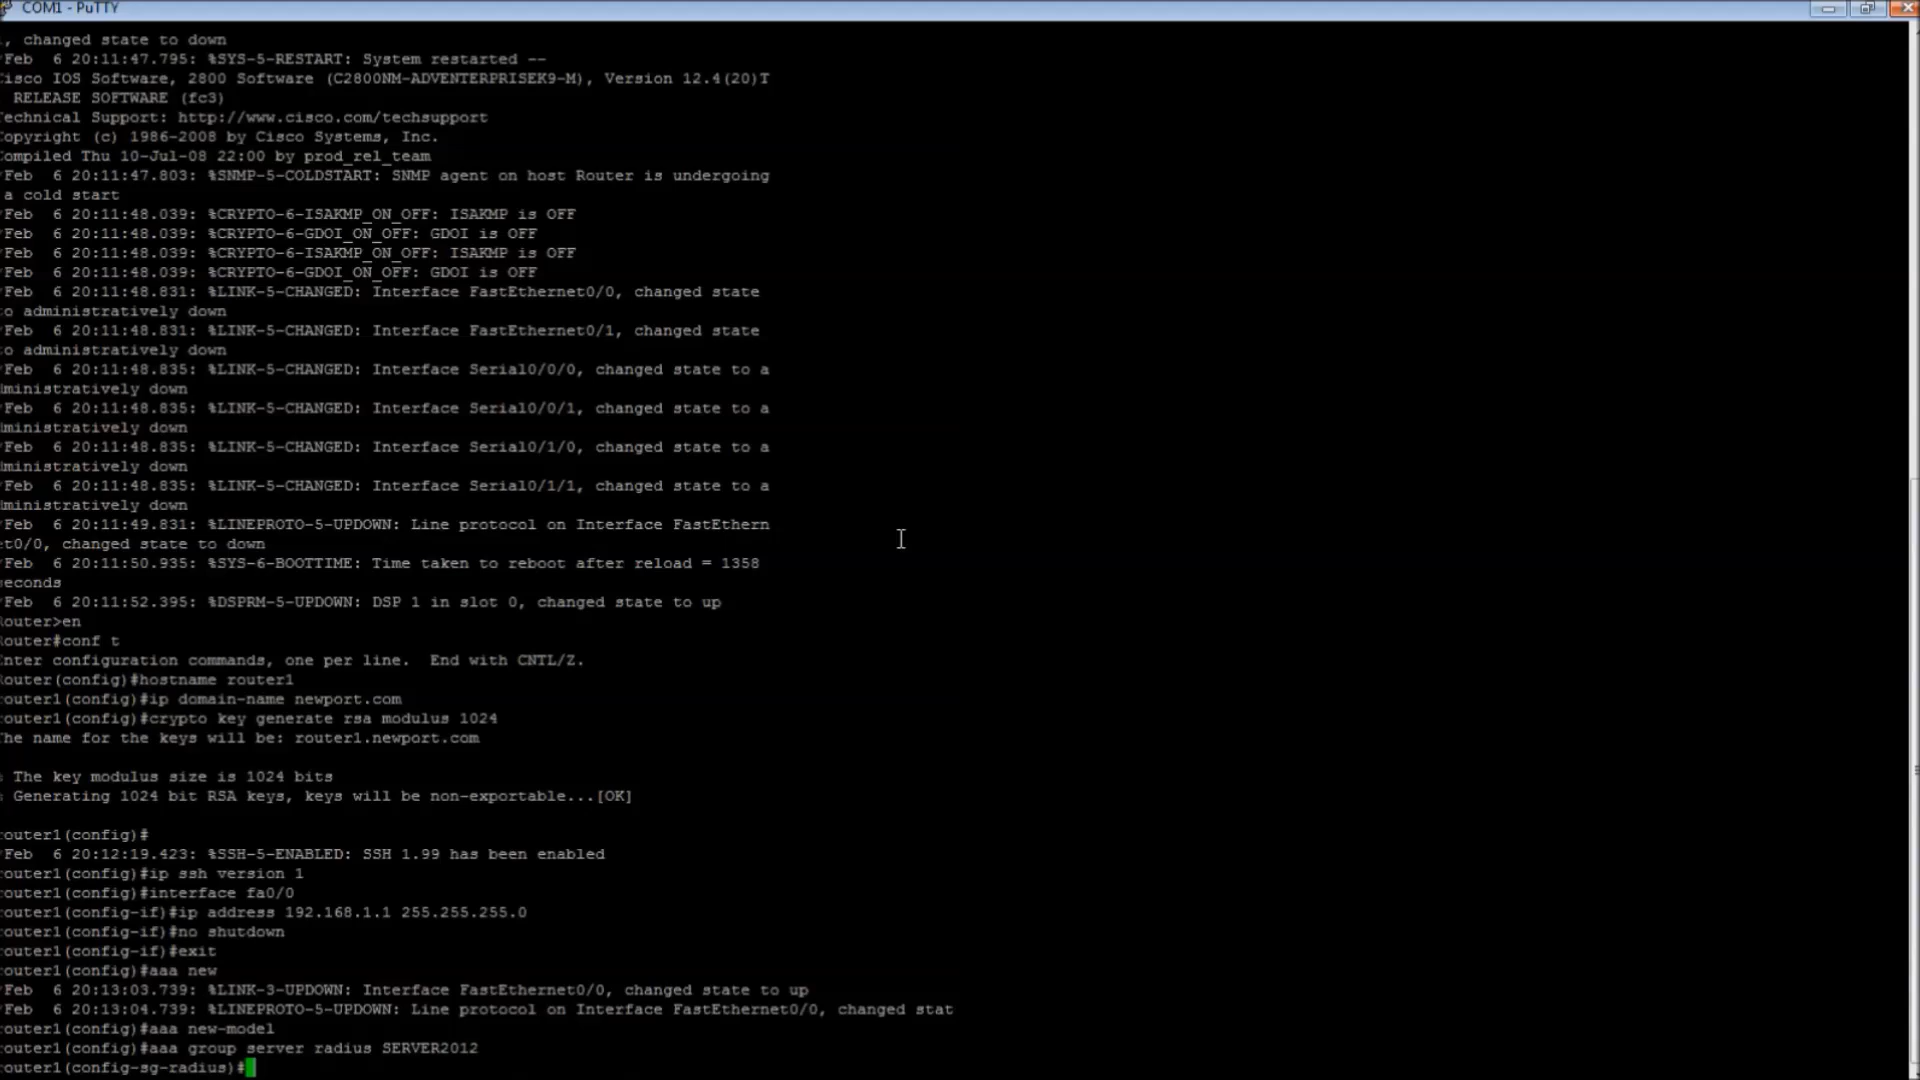 COM1 - PuTTY
, changed state to down
Feb  6 20:11:47.795: %SYS-5-RESTART: System restarted --
isco IOS Software, 2800 Software (C2800NM-ADVENTERPRISEK9-M), Version 12.4(20)T
 RELEASE SOFTWARE (fc3)
echnical Support: http://www.cisco.com/techsupport
opyright (c) 1986-2008 by Cisco Systems, Inc.
ompiled Thu 10-Jul-08 22:00 by prod_rel_team
Feb  6 20:11:47.803: %SNMP-5-COLDSTART: SNMP agent on host Router is undergoing
a cold start
Feb  6 20:11:48.039: %CRYPTO-6-ISAKMP_ON_OFF: ISAKMP is OFF
Feb  6 20:11:48.039: %CRYPTO-6-GDOI_ON_OFF: GDOI is OFF
Feb  6 20:11:48.039: %CRYPTO-6-ISAKMP_ON_OFF: ISAKMP is OFF
Feb  6 20:11:48.039: %CRYPTO-6-GDOI_ON_OFF: GDOI is OFF
Feb  6 20:11:48.831: %LINK-5-CHANGED: Interface FastEthernet0/0, changed state
o administratively down
Feb  6 20:11:48.831: %LINK-5-CHANGED: Interface FastEthernet0/1, changed state
o administratively down
Feb  6 20:11:48.835: %LINK-5-CHANGED: Interface Serial0/0/0, changed state to a
ministratively down
Feb  6 20:11:48.835: %LINK-5-CHANGED: Interface Serial0/0/1, changed state to a
ministratively down
Feb  6 20:11:48.835: %LINK-5-CHANGED: Interface Serial0/1/0, changed state to a
ministratively down
Feb  6 20:11:48.835: %LINK-5-CHANGED: Interface Serial0/1/1, changed state to a
ministratively down
Feb  6 20:11:49.831: %LINEPROTO-5-UPDOWN: Line protocol on Interface FastEthern
et0/0, changed state to down
Feb  6 20:11:50.935: %SYS-6-BOOTTIME: Time taken to reboot after reload = 1358
econds
Feb  6 20:11:52.395: %DSPRM-5-UPDOWN: DSP 1 in slot 0, changed state to up
outer>en
outer#conf t
nter configuration commands, one per line.  End with CNTL/Z.
outer(config)#hostname router1
outer1(config)#ip domain-name newport.com
outer1(config)#crypto key generate rsa modulus 1024
he name for the keys will be: router1.newport.com
The key modulus size is 1024 bits
Generating 1024 bit RSA keys, keys will be non-exportable...[OK]
outer1(config)#
Feb  6 20:12:19.423: %SSH-5-ENABLED: SSH 1.99 has been enabled
outer1(config)#ip ssh version 1
outer1(config)#interface fa0/0
outer1(config-if)#ip address 192.168.1.1 255.255.255.0
outer1(config-if)#no shutdown
outer1(config-if)#exit
outer1(config)#aaa new
Feb  6 20:13:03.739: %LINK-3-UPDOWN: Interface FastEthernet0/0, changed state to up
Feb  6 20:13:04.739: %LINEPROTO-5-UPDOWN: Line protocol on Interface FastEthernet0/0, changed stat
outer1(config)#aaa new-model
outer1(config)#aaa group server radius SERVER2012
outer1(config-sg-radius)#